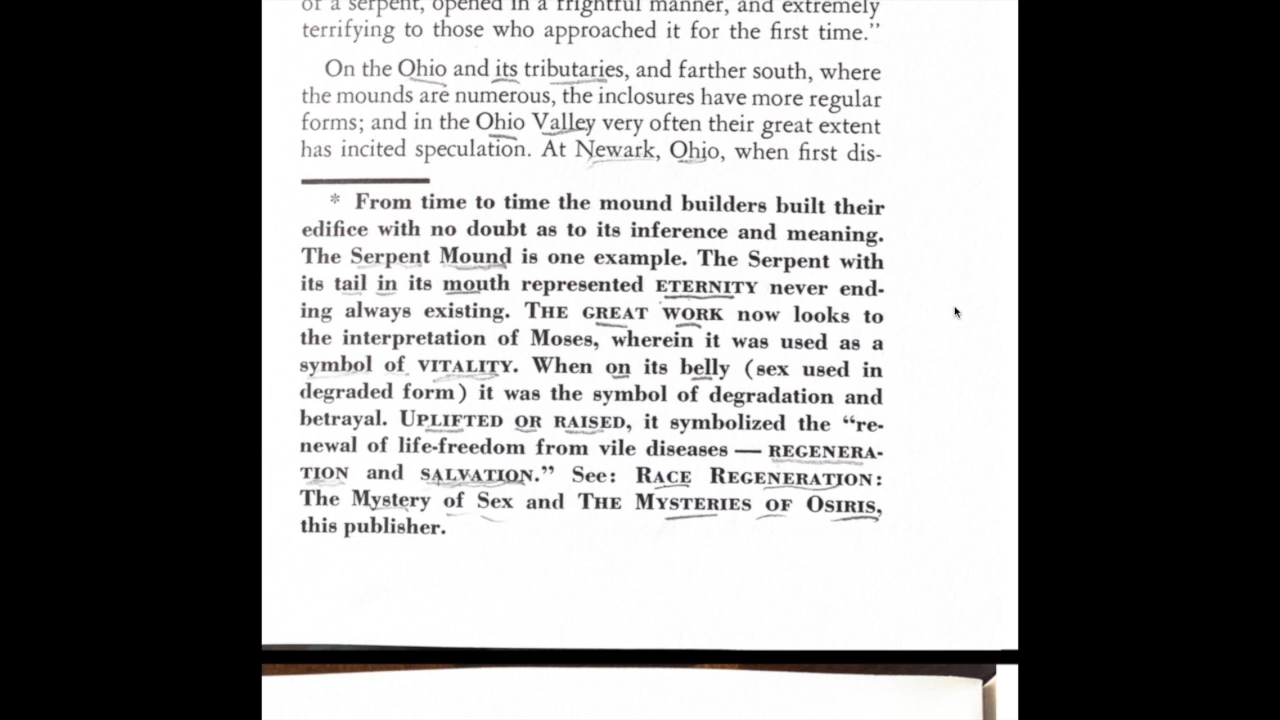 of a serpent, opened in a frightful manner, and extremely
terrifying to those who approached it for the first time.”
On the Ohio and its tributaries, and farther south, where
the mounds are numerous, the inclosures have more regular
forms; and in the Ohio Valley very often their great extent
has incited speculation. At Newark, Ohio, when first dis-
* From time to time the mound builders built their
edifice with no doubt as to its inference and meaning.
The Serpent Mound is one example. The Serpent with
its tail in its mouth represented ETERNITY never end-
ing always existing. THE GREAT WORK now looks to
the interpretation of Moses, wherein it was used as a
symbol of VITALITY. When on its belly (sex used in
degraded form) it was the symbol of degradation and
betrayal. UPLIFTED OR RAISED, it symbolized the “re-
newal of life-freedom from vile diseases — REGENERA-
TION and SALVATION.” See: RACE REGENERATION:
The Mystery of Sex and THE MYSTERIES OF OSIRIS,
this publisher.